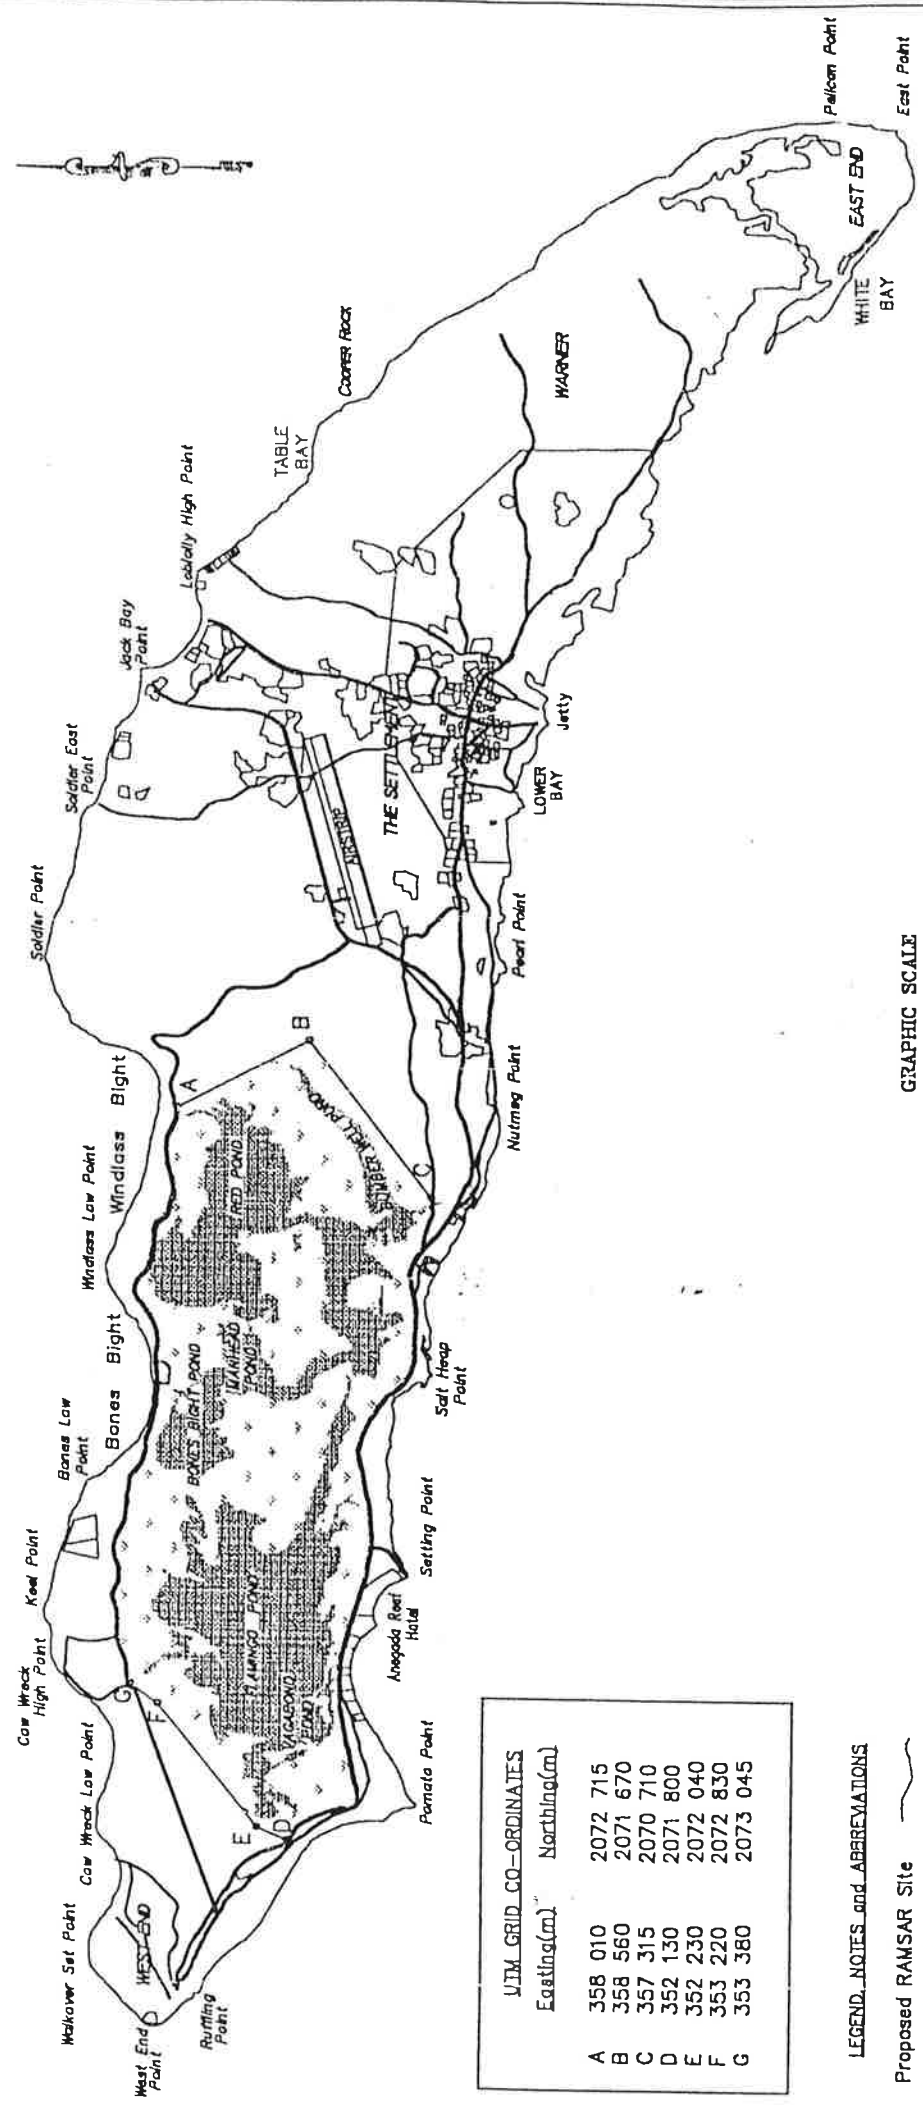 Walkover Set Point
West End
Point
WEST END
Ruffling
Point
Cow Wreck Low Point
Cow Wreck
High Point
Keel Point
Bones Low
Point
Bones Bight
Windlass Low Point
Windlass Bight
Soldier Point
Soldier East
Point
Jack Bay
Point
Loblolly High Point
TABLE
BAY
COOPER ROCK
Pelican Point
East Point
EAST END
WHITE
BAY
WARNER
THE SETTLEMENT
AIRSTRIP
Jetty
LOWER
BAY
Pearl Point
Nutmeg Point
Salt Heap
Point
Setting Point
Anegada Reef
Hotel
Pomato Point
FLAMINGO POND
VAGABOND
POND
BONES BIGHT POND
MANHEAD
POND
RED POND
BUMBER WELL POND
A
B
C
D
E
F
G
UTM GRID CO-ORDINATES
Easting(m) Northing(m)
A 358 010 2072 715
B 358 560 2071 670
C 357 315 2070 710
D 352 130 2071 800
E 352 230 2072 040
F 353 220 2072 830
G 353 380 2073 045
LEGEND, NOTES and ABBREVIATIONS
Proposed RAMSAR Site
GRAPHIC SCALE